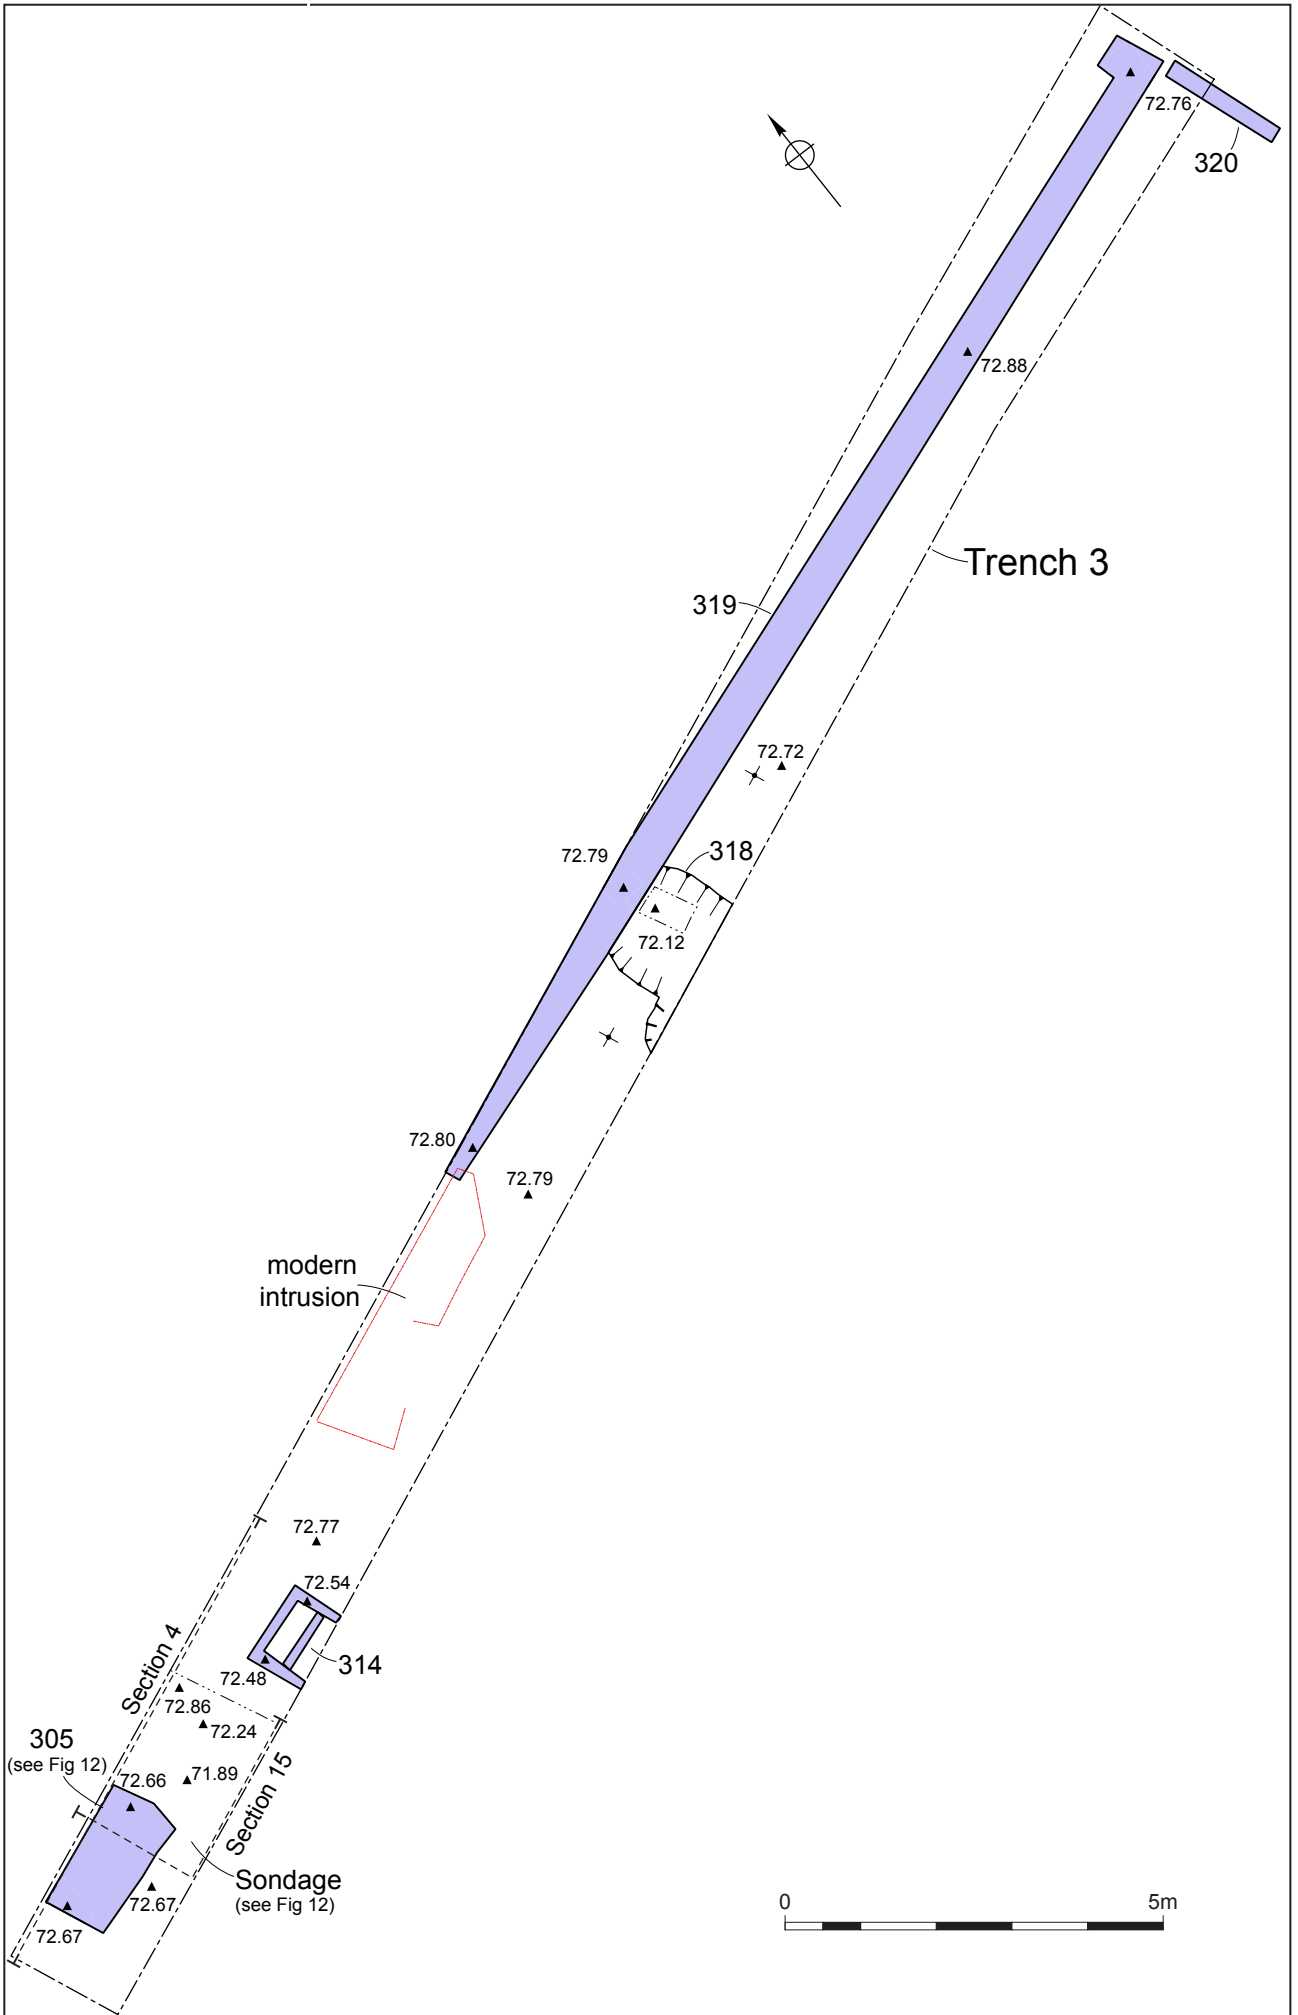 72.76
320
72.88
Trench 3
319
72.72
72.79
318
72.12
72.80
72.79
modern
intrusion
72.77
72.54
314
72.48
Section 4
72.86
72.24
305
(see Fig 12)
72.66
71.89
Section 15
Sondage
(see Fig 12)
72.67
72.67
0 5m